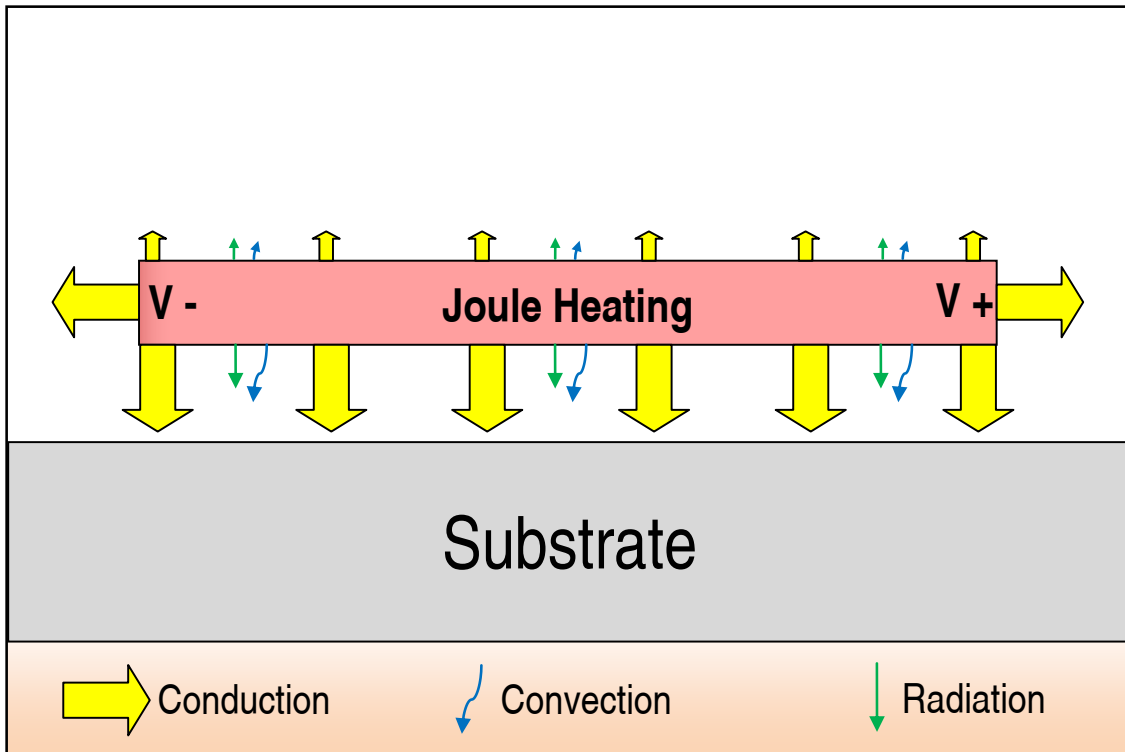 V - Joule Heating V +
Substrate
Conduction Convection Radiation